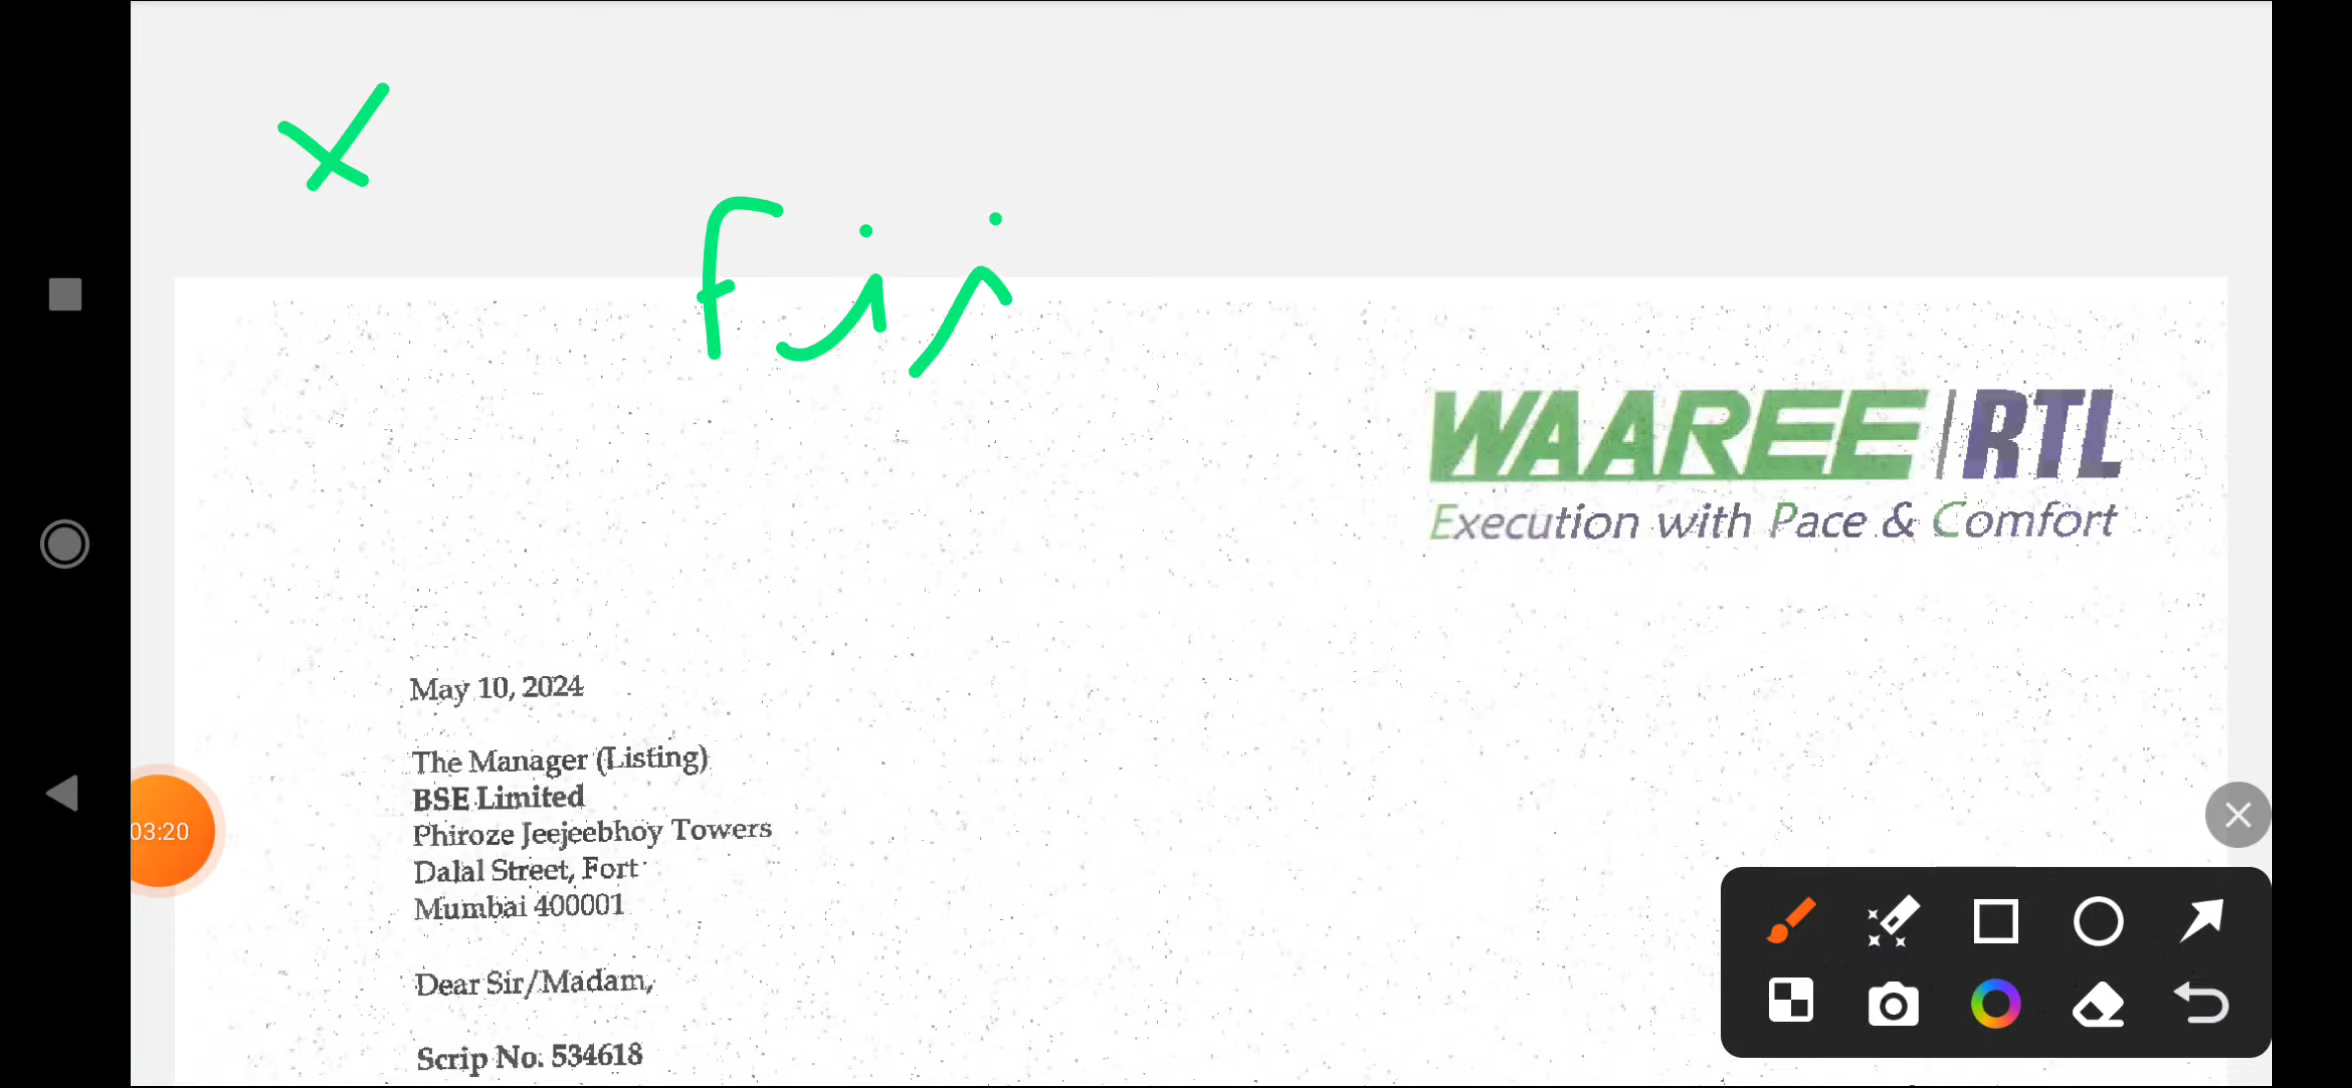 Fii
WAAREE | RTL
Execution with Pace & Comfort
May 10, 2024
The Manager (Listing)
BSE Limited
Phiroze Jeejeebhoy Towers
Dalal Street, Fort
Mumbai 400001
Dear Sir/Madam,
Scrip No. 534618
03:20